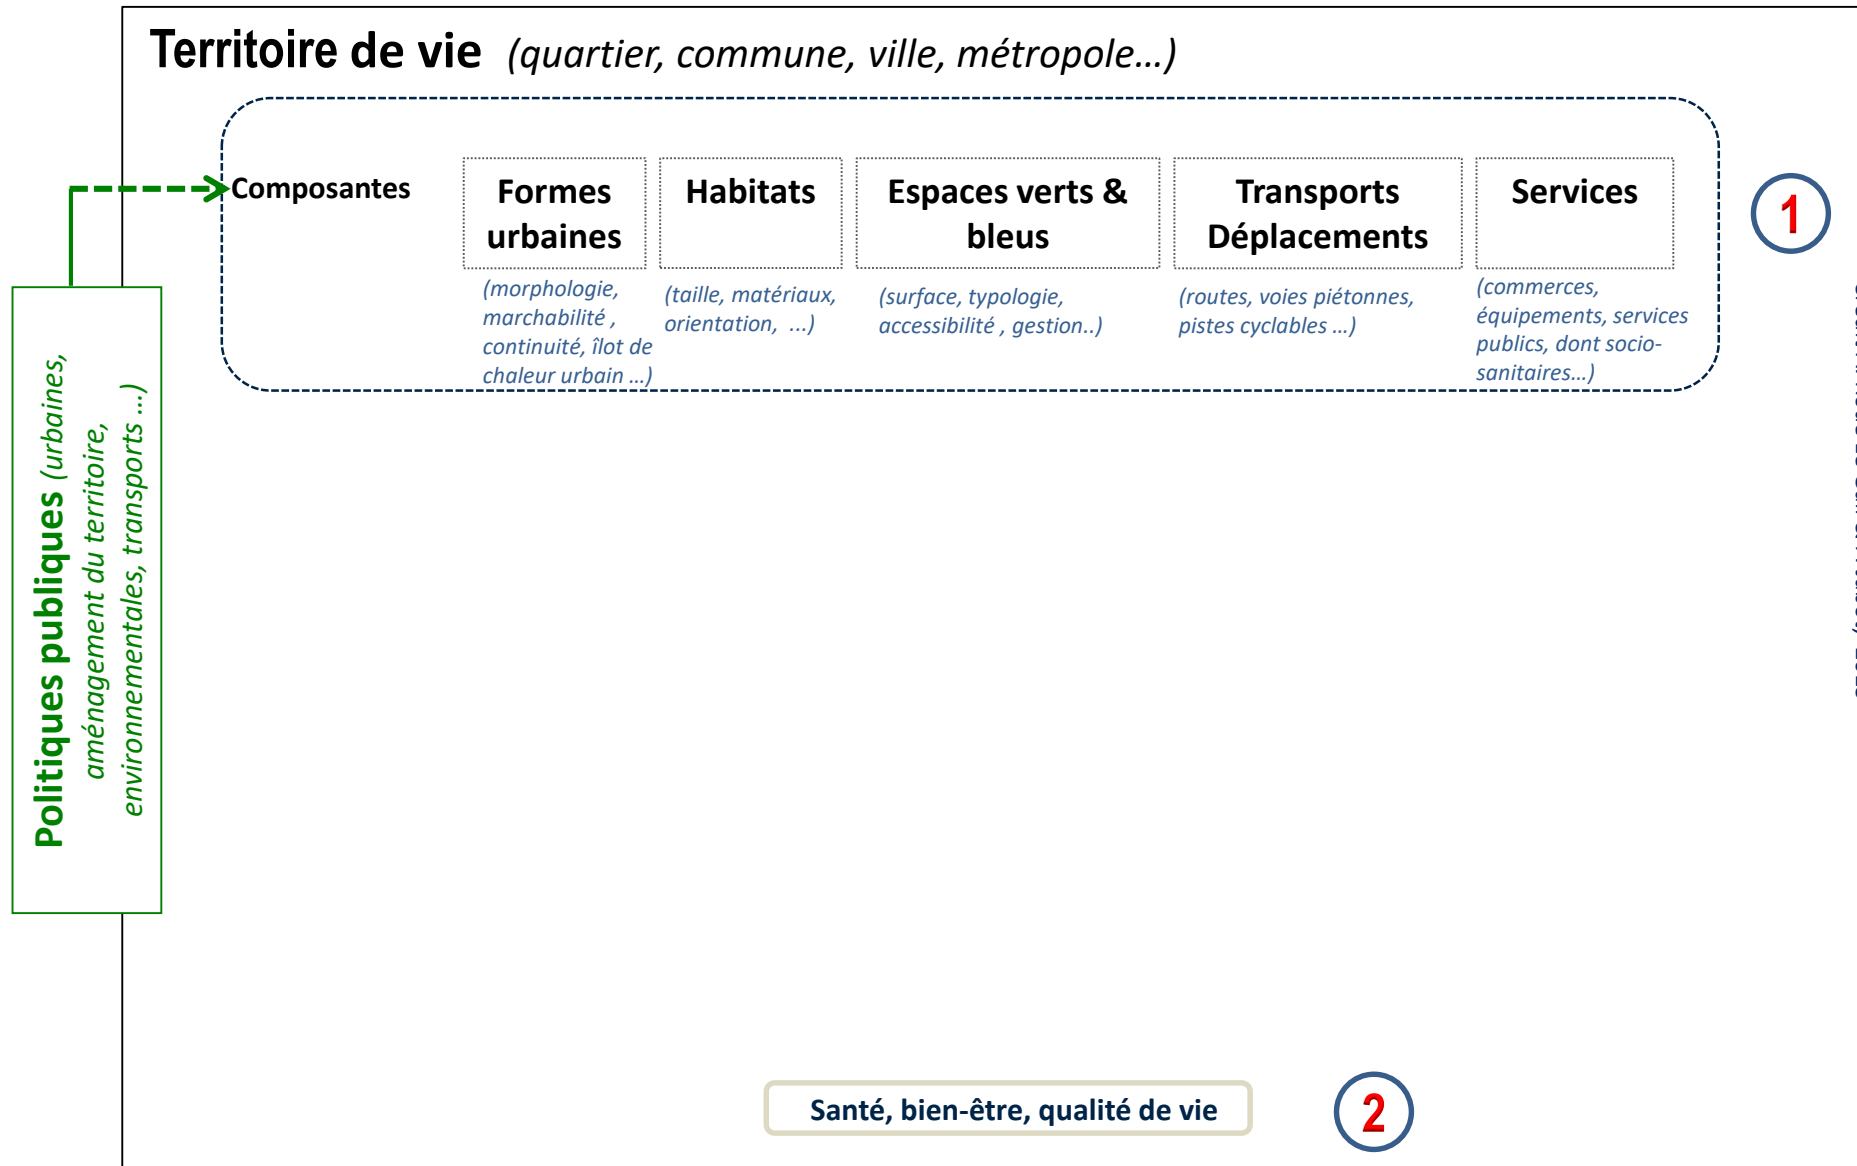 Territoire de vie (quartier, commune, ville, métropole...)
Composantes
Formes
urbaines
Habitats
Espaces verts &
bleus
Transports
Déplacements
Services
1
(morphologie,
marchabilité ,
continuité, îlot de
chaleur urbain ...)
(taille, matériaux,
orientation, ...)
(surface, typologie,
accessibilité , gestion..)
(routes, voies piétonnes,
pistes cyclables ...)
(commerces,
équipements, services
publics, dont socio-
sanitaires...)
Politiques publiques (urbaines,
aménagement du territoire,
environnementales, transports ...)
Santé, bien-être, qualité de vie
2